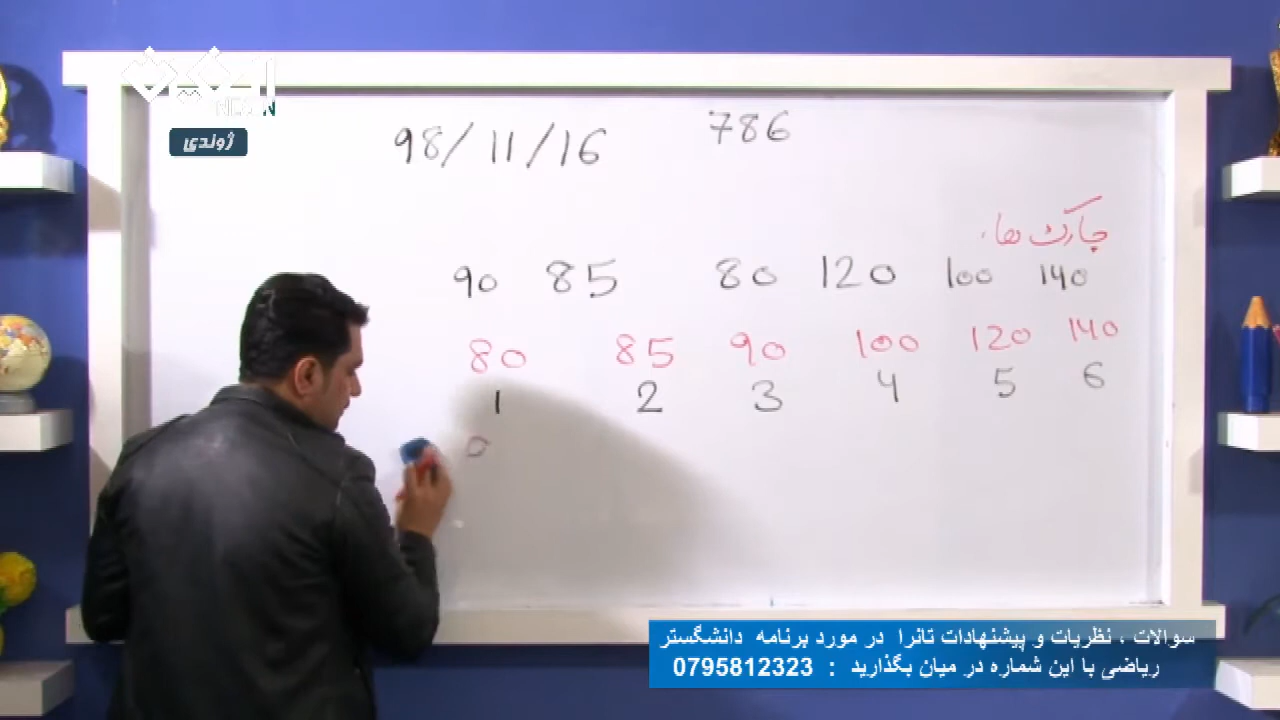 NEGAN
ژوندی
98/11/16 786
چارک ها.
90 85 80 120 100 140
80 85 90 100 120 140
1 2 3 4 5 6
0
سوالات ، نظریات و پیشنهادات تانرا در مورد برنامه دانشگستر
ریاضی با این شماره در میان بگذارید : 0795812323